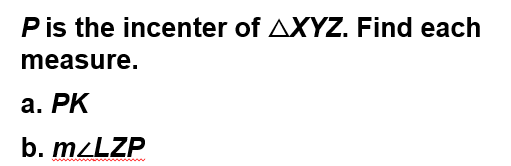 P is the incenter of △XYZ. Find each
measure.
a. PK
b. m∠LZP